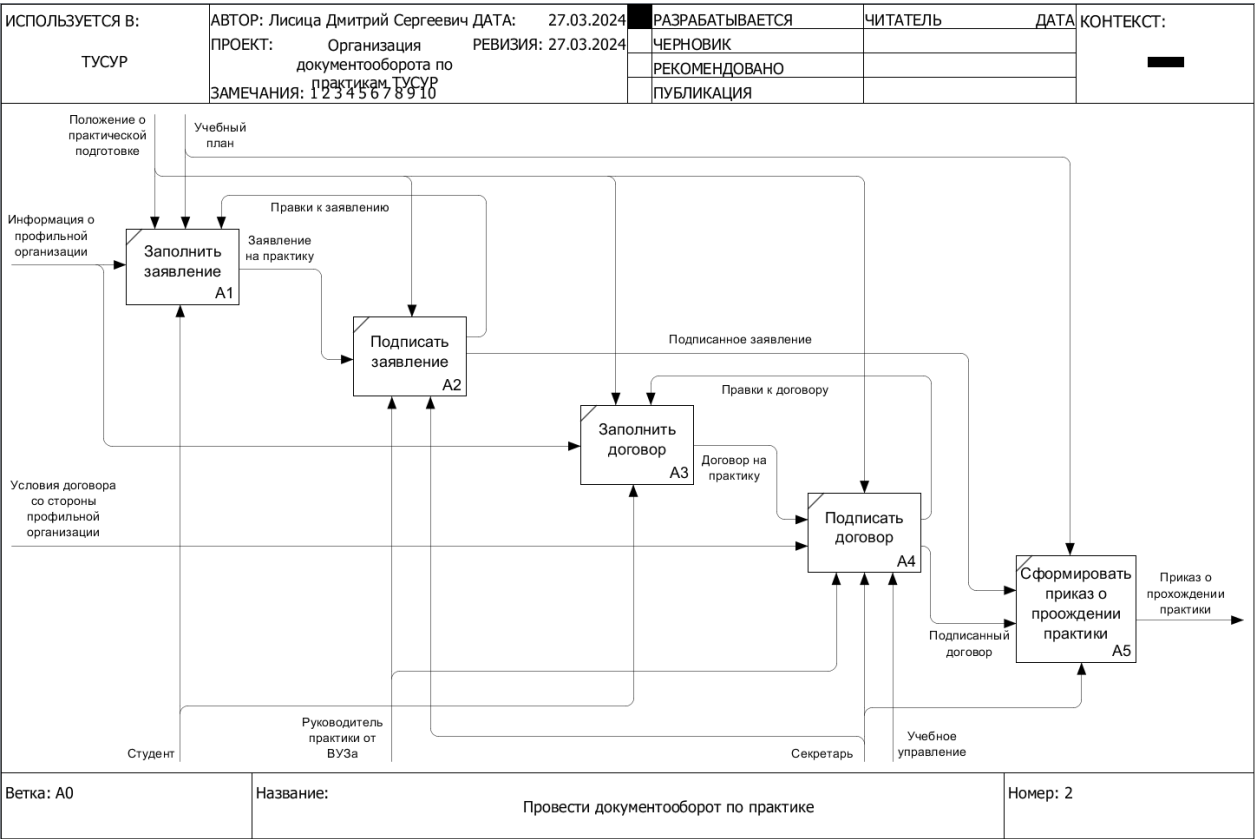 ИСПОЛЬЗУЕТСЯ В:
ТУСУР
АВТОР: Лисица Дмитрий Сергеевич ДАТА: 27.03.2024
ПРОЕКТ: Организация
документооборота по
практикам ТУСУР
РЕВИЗИЯ: 27.03.2024
ЗАМЕЧАНИЯ: 1 2 3 4 5 6 7 8 9 10
РАЗРАБАТЫВАЕТСЯ
ЧЕРНОВИК
РЕКОМЕНДОВАНО
ПУБЛИКАЦИЯ
ЧИТАТЕЛЬ ДАТА
КОНТЕКСТ:
Положение о
практической
подготовке
Учебный
план
Правки к заявлению
Информация о
профильной
организации
Заполнить
заявление
A1
Заявление
на практику
Подписать
заявление
A2
Подписанное заявление
Правки к договору
Заполнить
договор
A3
Договор на
практику
Условия договора
со стороны
профильной
организации
Подписать
договор
A4
Сформировать
приказ о
проождении
практики
A5
Приказ о
прохождении
практики
Подписанный
договор
Студент
Руководитель
практики от
ВУЗа
Секретарь
Учебное
управление
Ветка: A0
Название:
Провести документооборот по практике
Номер: 2